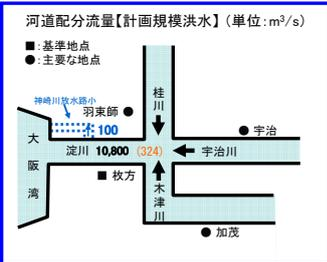 河道配分流量【計画規模洪水】(単位:m³/s)
■:基準地点
●:主要な地点
神崎川放水路小
羽束師 ●
100
桂川
● 宇治
大阪湾
淀川 10,800 (324)
宇治川
■ 枚方
木津川
● 加茂